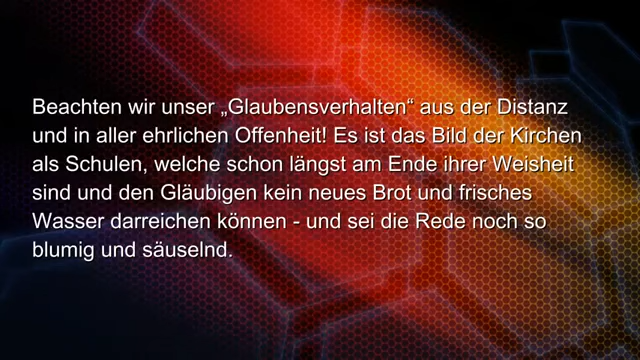 Beachten wir unser „Glaubensverhalten“ aus der Distanz
und in aller ehrlichen Offenheit! Es ist das Bild der Kirchen
als Schulen, welche schon längst am Ende ihrer Weisheit
sind und den Gläubigen kein neues Brot und frisches
Wasser darreichen können - und sei die Rede noch so
blumig und säuselnd.